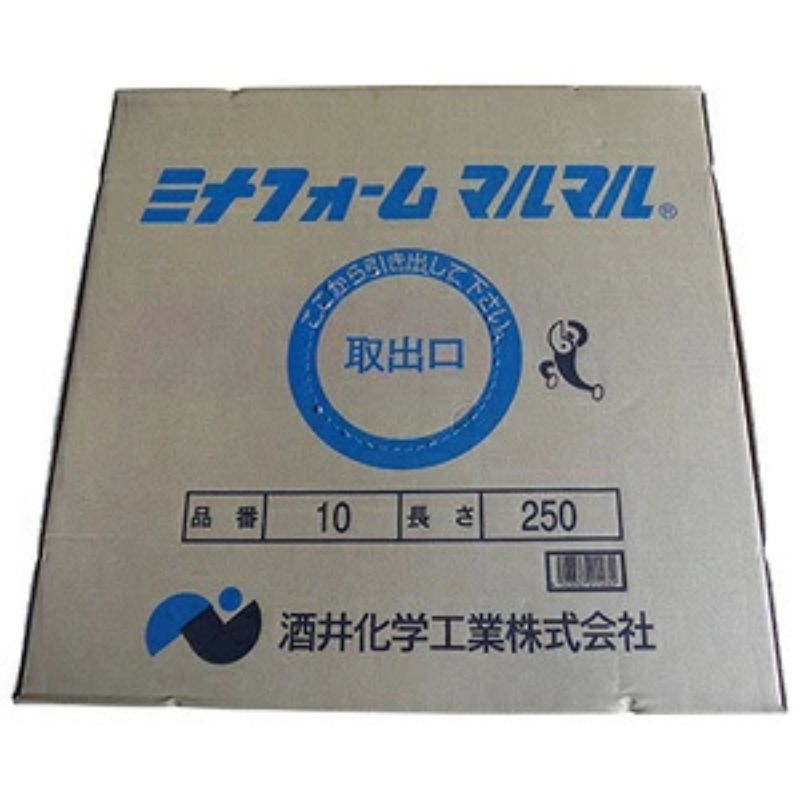 ミナフォーム マルマル®
ここから引き出して下さい。
取出口
品番 10 長さ 250
酒井化学工業株式会社